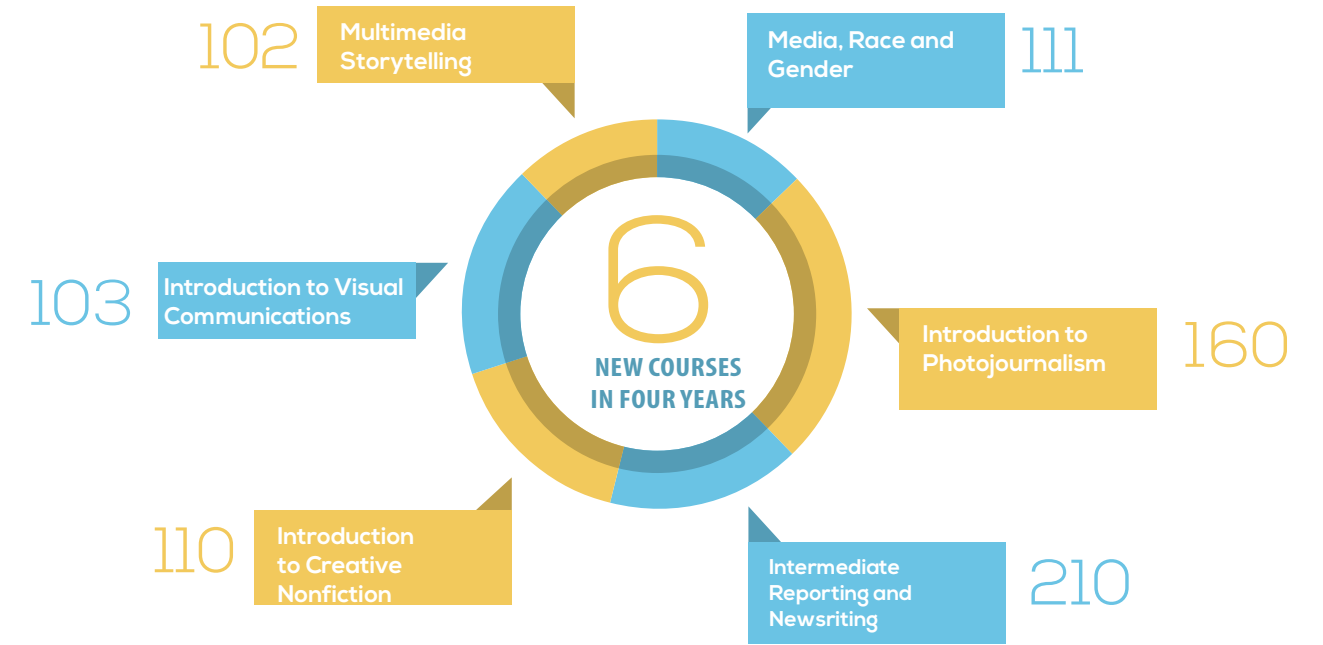 102
Multimedia
Storytelling
Media, Race and
Gender
111
103
Introduction to Visual
Communications
6
NEW COURSES
IN FOUR YEARS
Introduction to
Photojournalism
160
110
Introduction
to Creative
Nonfiction
Intermediate
Reporting and
Newsriting
210